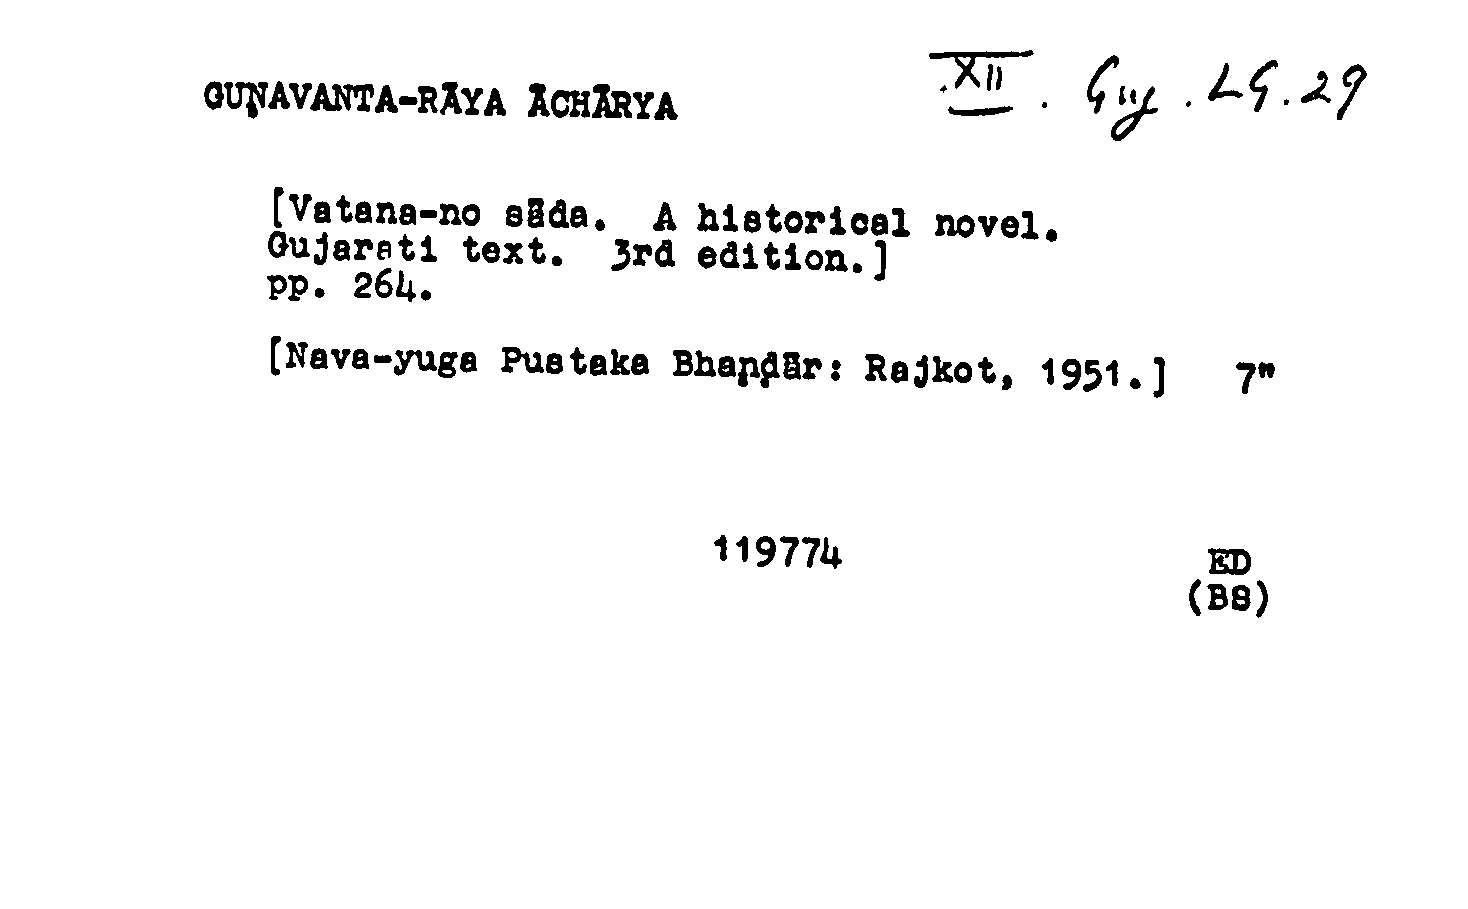 GUṆAVANTA-RĀYA ĀCHĀRYA
XII . Guj . LG . 29
[Vatana-no sāda. A historical novel.
Gujarati text. 3rd edition.]
pp. 264.
[Nava-yuga Pustaka Bhaṇḍār: Rajkot, 1951.] 7"
119774
ED
(BS)